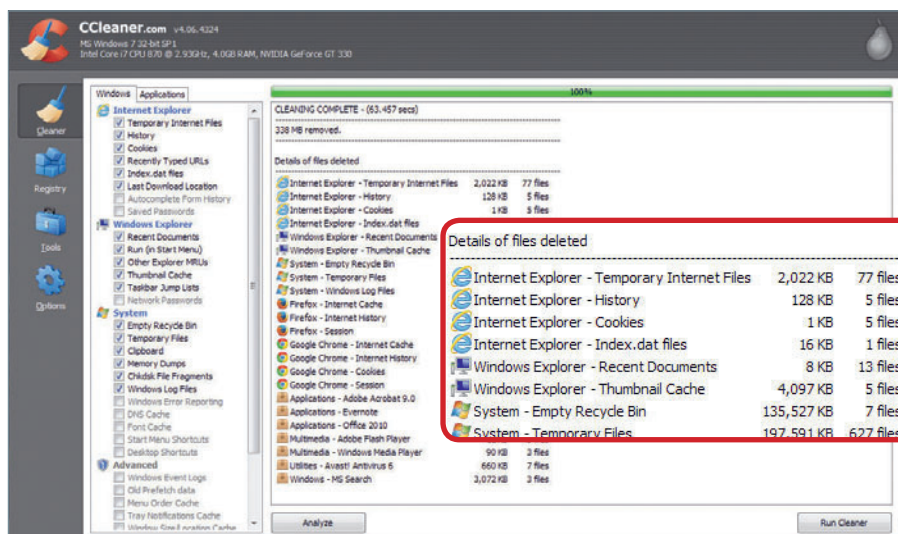 CCleaner.com v4.06.4324
MS Windows 7 32-bit SP1
Intel Core i7 CPU 870 @ 2.93GHz, 4.0GB RAM, NVIDIA GeForce GT 330
Cleaner
Registry
Tools
Options
Windows Applications
Internet Explorer
Temporary Internet Files
History
Cookies
Recently Typed URLs
Index.dat files
Last Download Location
Autocomplete Form History
Saved Passwords
Windows Explorer
Recent Documents
Run (in Start Menu)
Other Explorer MRUs
Thumbnail Cache
Taskbar Jump Lists
Network Passwords
System
Empty Recycle Bin
Temporary Files
Clipboard
Memory Dumps
Chkdsk File Fragments
Windows Log Files
Windows Error Reporting
DNS Cache
Font Cache
Start Menu Shortcuts
Desktop Shortcuts
Advanced
Windows Event Logs
Old Prefetch data
Menu Order Cache
Tray Notifications Cache
Window Size/Location Cache
100%
CLEANING COMPLETE - (63.457 secs)
338 MB removed.
Details of files deleted
Internet Explorer - Temporary Internet Files 2,022 KB 77 files
Internet Explorer - History 128 KB 5 files
Internet Explorer - Cookies 1 KB 5 files
Internet Explorer - Index.dat files
Windows Explorer - Recent Documents
Windows Explorer - Thumbnail Cache
System - Empty Recycle Bin
System - Temporary Files
System - Windows Log Files
Firefox - Internet Cache
Firefox - Internet History
Firefox - Session
Google Chrome - Internet Cache
Google Chrome - Internet History
Google Chrome - Cookies
Google Chrome - Session
Applications - Adobe Acrobat 9.0
Applications - Evernote
Applications - Office 2010
Multimedia - Adobe Flash Player
Multimedia - Windows Media Player 90 KB 3 files
Utilities - Avast! Antivirus 6 660 KB 7 files
Windows - MS Search 3,072 KB 3 files
Details of files deleted
Internet Explorer - Temporary Internet Files 2,022 KB 77 files
Internet Explorer - History 128 KB 5 files
Internet Explorer - Cookies 1 KB 5 files
Internet Explorer - Index.dat files 16 KB 1 files
Windows Explorer - Recent Documents 8 KB 13 files
Windows Explorer - Thumbnail Cache 4,097 KB 5 files
System - Empty Recycle Bin 135,527 KB 7 files
System - Temporary Files 197,591 KB 627 files
Analyze
Run Cleaner